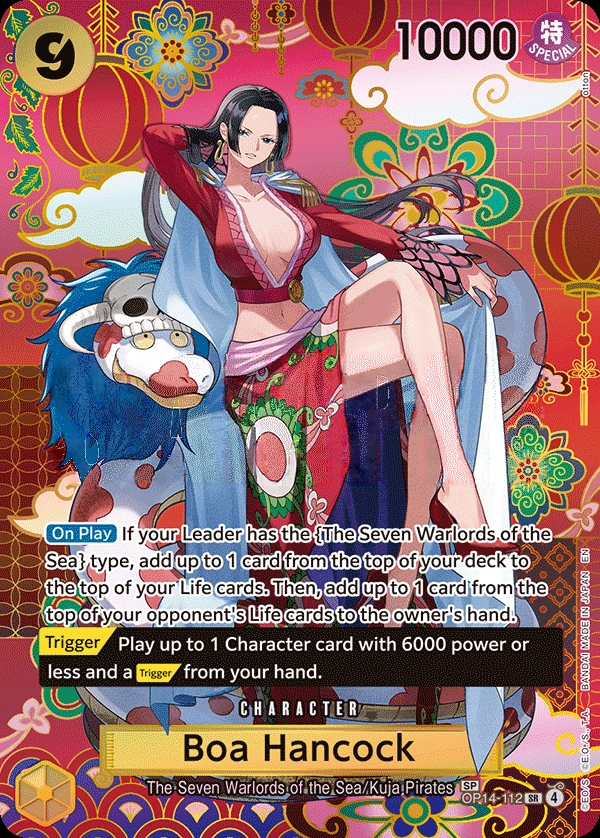 9
10000
特
SPECIAL
otton
On Play If your Leader has the {The Seven Warlords of the
Sea} type, add up to 1 card from the top of your deck to
the top of your Life cards. Then, add up to 1 card from the
top of your opponent's Life cards to the owner's hand.
Trigger Play up to 1 Character card with 6000 power or
less and a Trigger from your hand.
CHARACTER
Boa Hancock
The Seven Warlords of the Sea/Kuja Pirates
SP
OP14-112 SR 4
©E.O./S., T.A. BANDAI MADE IN JAPAN EN